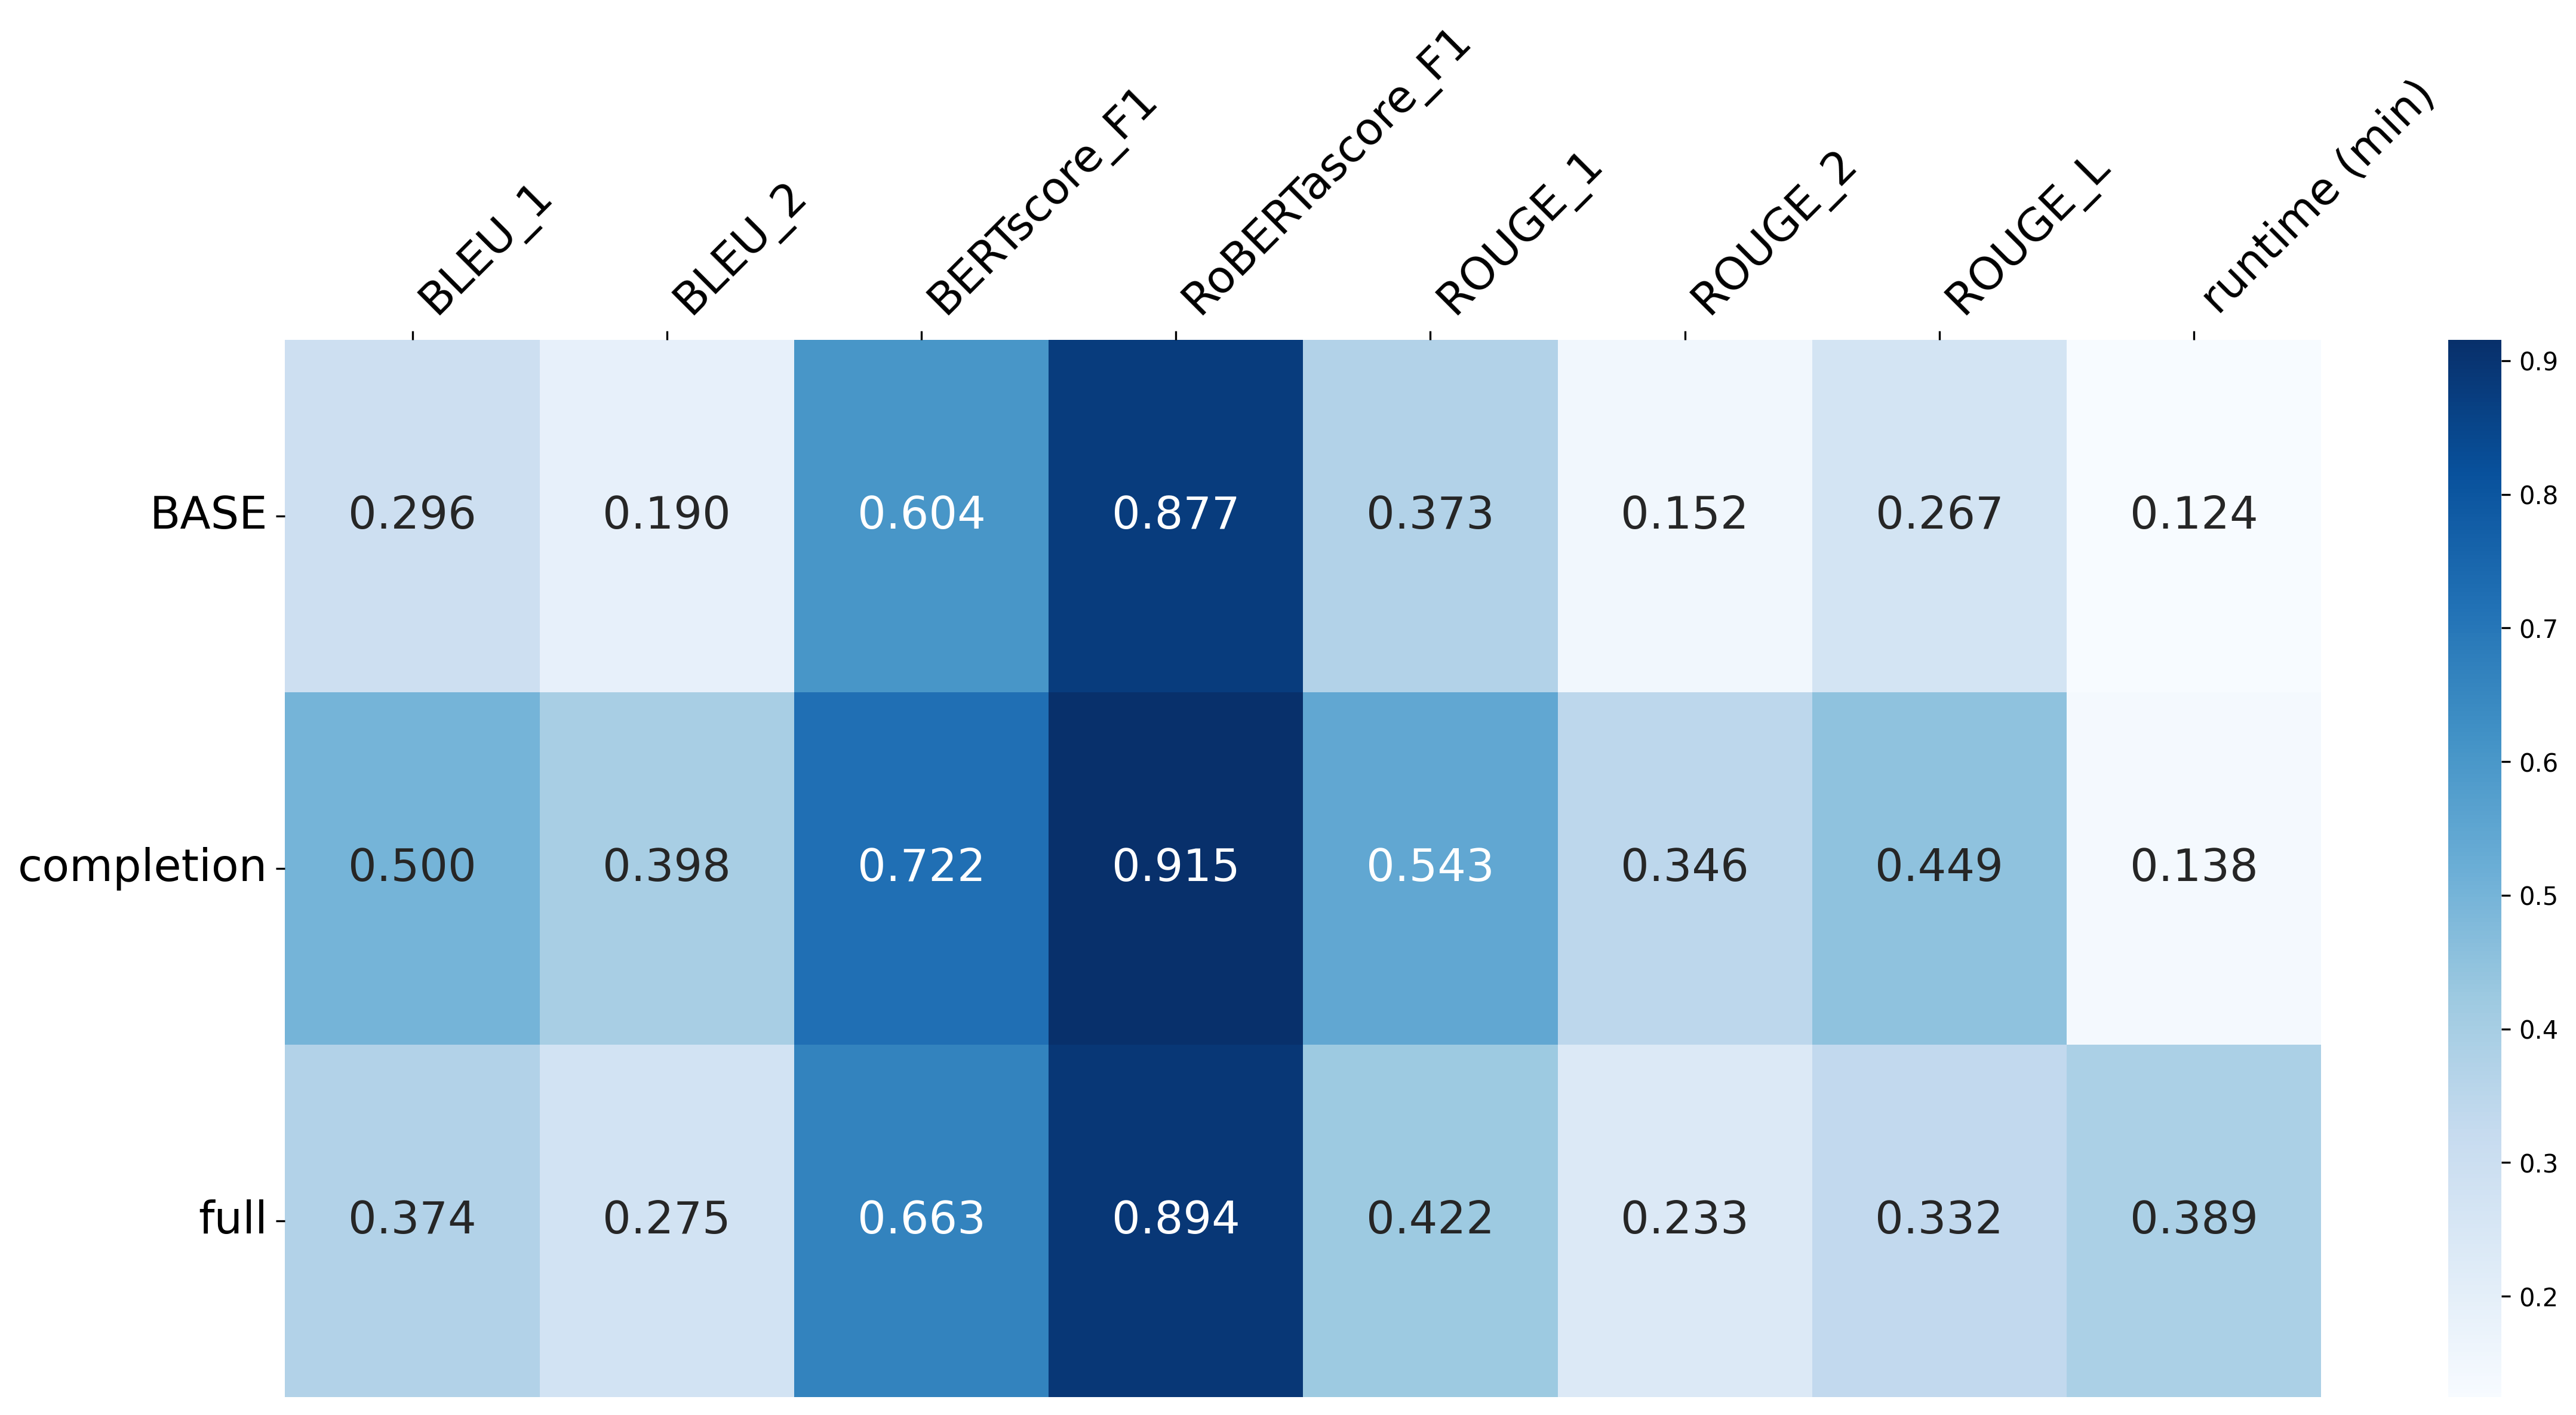 BLEU_1 BLEU_2 BERTscore_F1 RoBERTascore_F1 ROUGE_1 ROUGE_2 ROUGE_L runtime (min)
BASE 0.296 0.190 0.604 0.877 0.373 0.152 0.267 0.124
completion 0.500 0.398 0.722 0.915 0.543 0.346 0.449 0.138
full 0.374 0.275 0.663 0.894 0.422 0.233 0.332 0.389
0.9
0.8
0.7
0.6
0.5
0.4
0.3
0.2